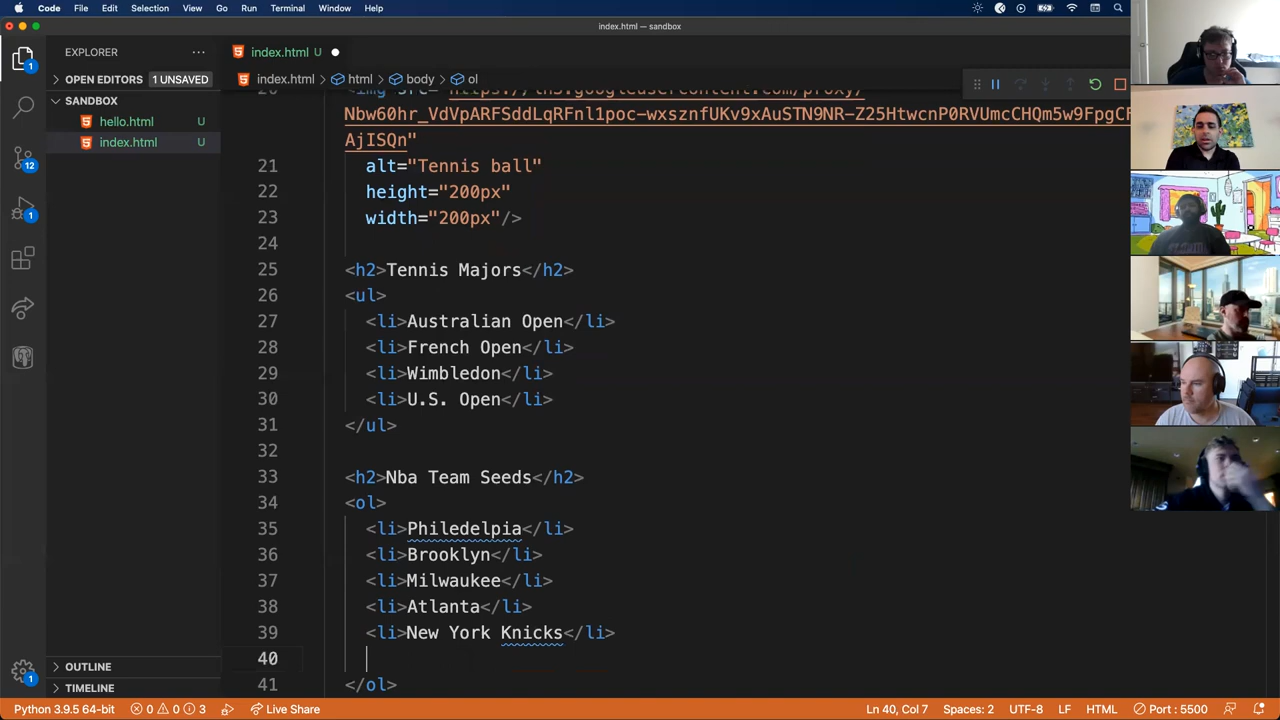 Code File Edit Selection View Go Run Terminal Window Help
index.html — sandbox
EXPLORER
index.html U
OPEN EDITORS 1 UNSAVED
index.html > html > body > ol
SANDBOX
hello.html U
index.html U
1
12
1
1
Nbw60hr_VdVpARFSddLqRFnl1poc-wxsznfUKv9xAuSTN9NR-Z25HtwcnP0RVUmcCHQm5w9FpgCF
AjISQn"
21 alt="Tennis ball"
22 height="200px"
23 width="200px"/>
24
25 <h2>Tennis Majors</h2>
26 <ul>
27 <li>Australian Open</li>
28 <li>French Open</li>
29 <li>Wimbledon</li>
30 <li>U.S. Open</li>
31 </ul>
32
33 <h2>Nba Team Seeds</h2>
34 <ol>
35 <li>Philedelpia</li>
36 <li>Brooklyn</li>
37 <li>Milwaukee</li>
38 <li>Atlanta</li>
39 <li>New York Knicks</li>
40
41 </ol>
OUTLINE
TIMELINE
Python 3.9.5 64-bit 0 0 3 Live Share Ln 40, Col 7 Spaces: 2 UTF-8 LF HTML Port : 5500